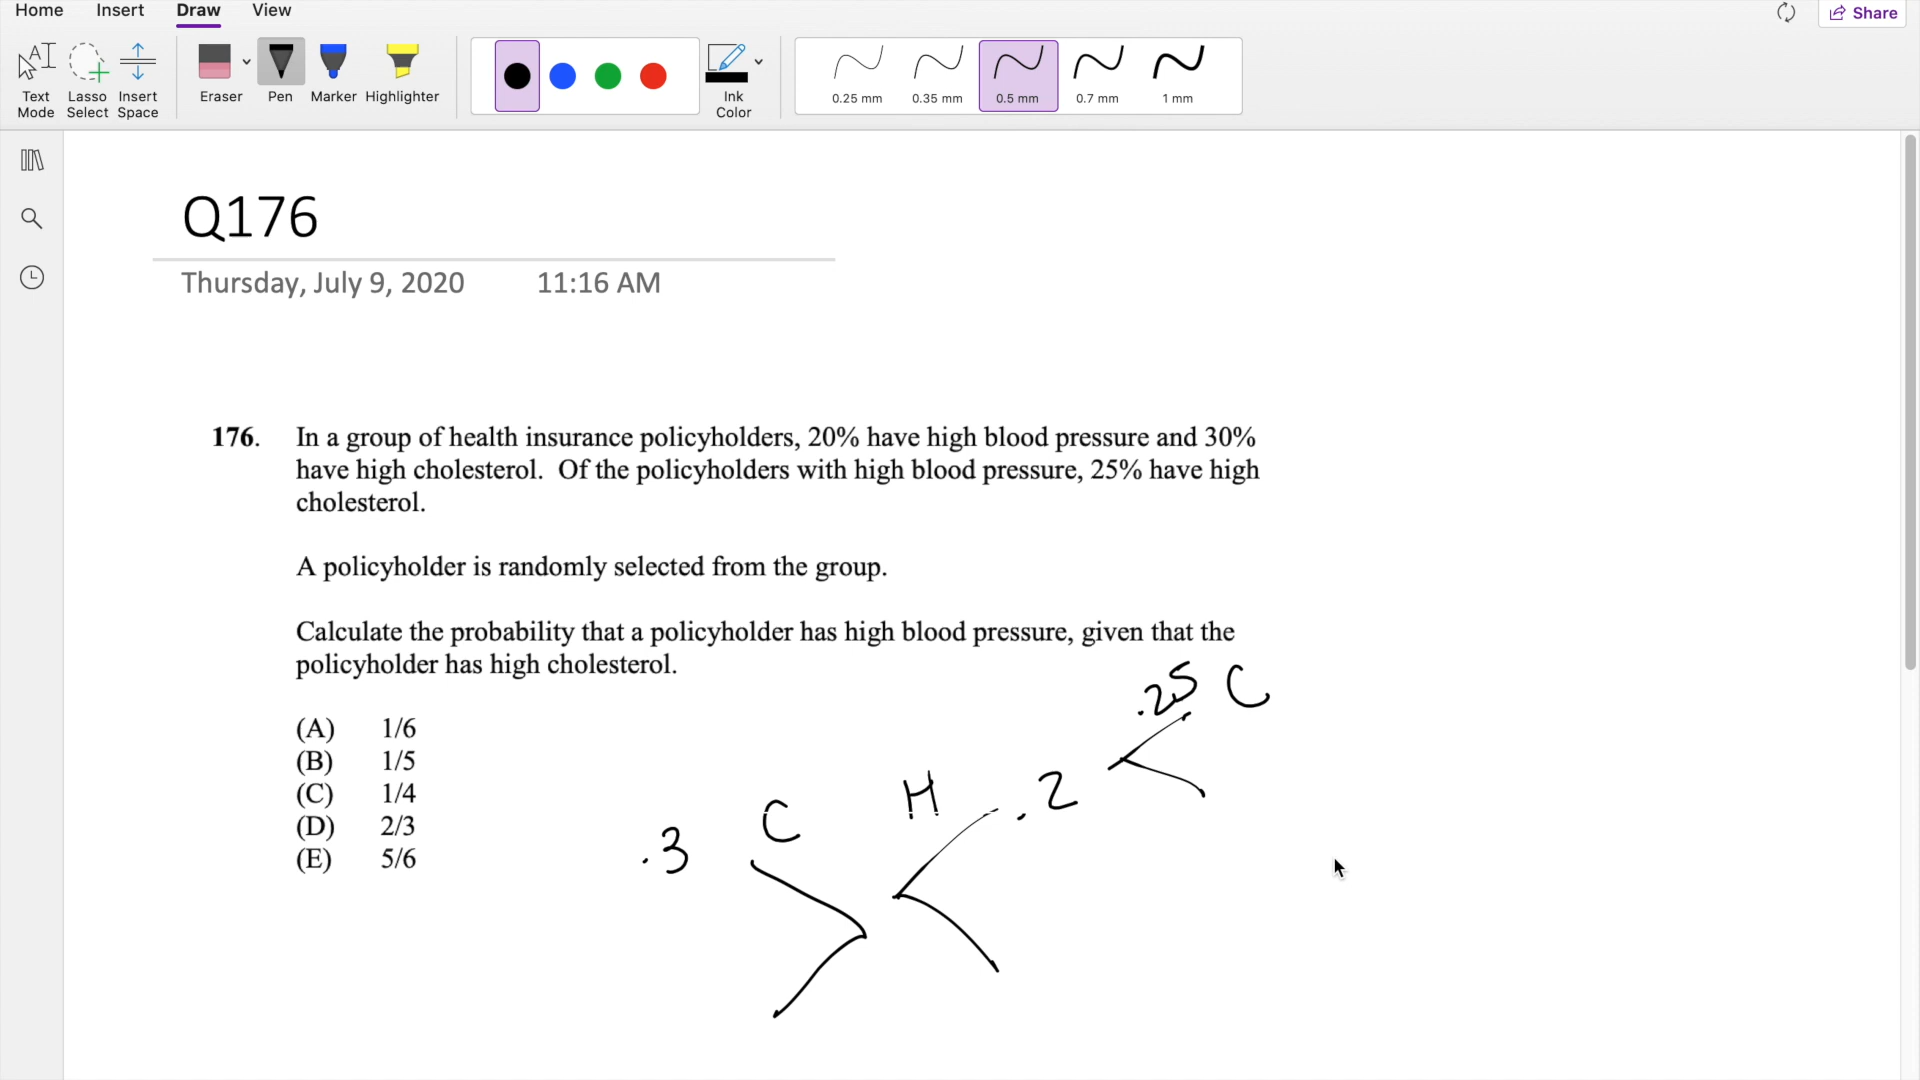 Home Insert Draw View
Share
Text Mode
Lasso Select
Insert Space
Eraser
Pen
Marker
Highlighter
Ink Color
0.25 mm
0.35 mm
0.5 mm
0.7 mm
1 mm
Q176
Thursday, July 9, 2020 11:16 AM
176. In a group of health insurance policyholders, 20% have high blood pressure and 30%
have high cholesterol. Of the policyholders with high blood pressure, 25% have high
cholesterol.
A policyholder is randomly selected from the group.
Calculate the probability that a policyholder has high blood pressure, given that the
policyholder has high cholesterol.
(A) 1/6
(B) 1/5
(C) 1/4
(D) 2/3
(E) 5/6
.25 C
H .2
.3 C